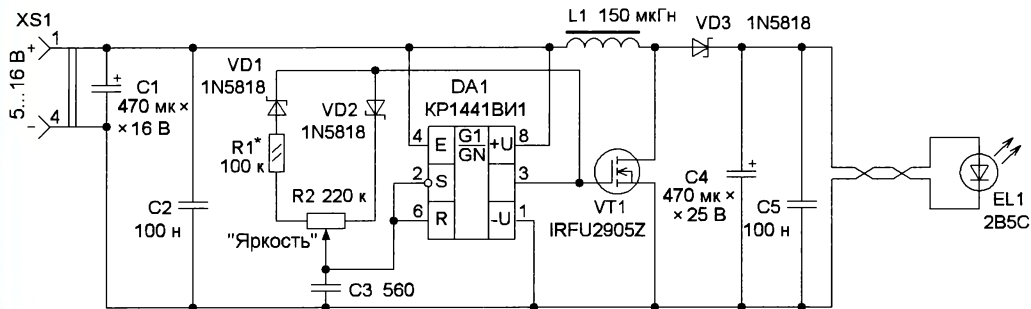 XS1
+ 1
5...16 В
– 4
C1
470 мк ×
× 16 В
C2
100 н
VD1
1N5818
R1*
100 к
VD2
1N5818
R2 220 к
"Яркость"
C3 560
DA1
КР1441ВИ1
4 E G1 +U 8
GN
2 S 3
6 R -U 1
L1 150 мкГн
VT1
IRFU2905Z
VD3 1N5818
+
C4
470 мк ×
× 25 В
C5
100 н
EL1
2В5С